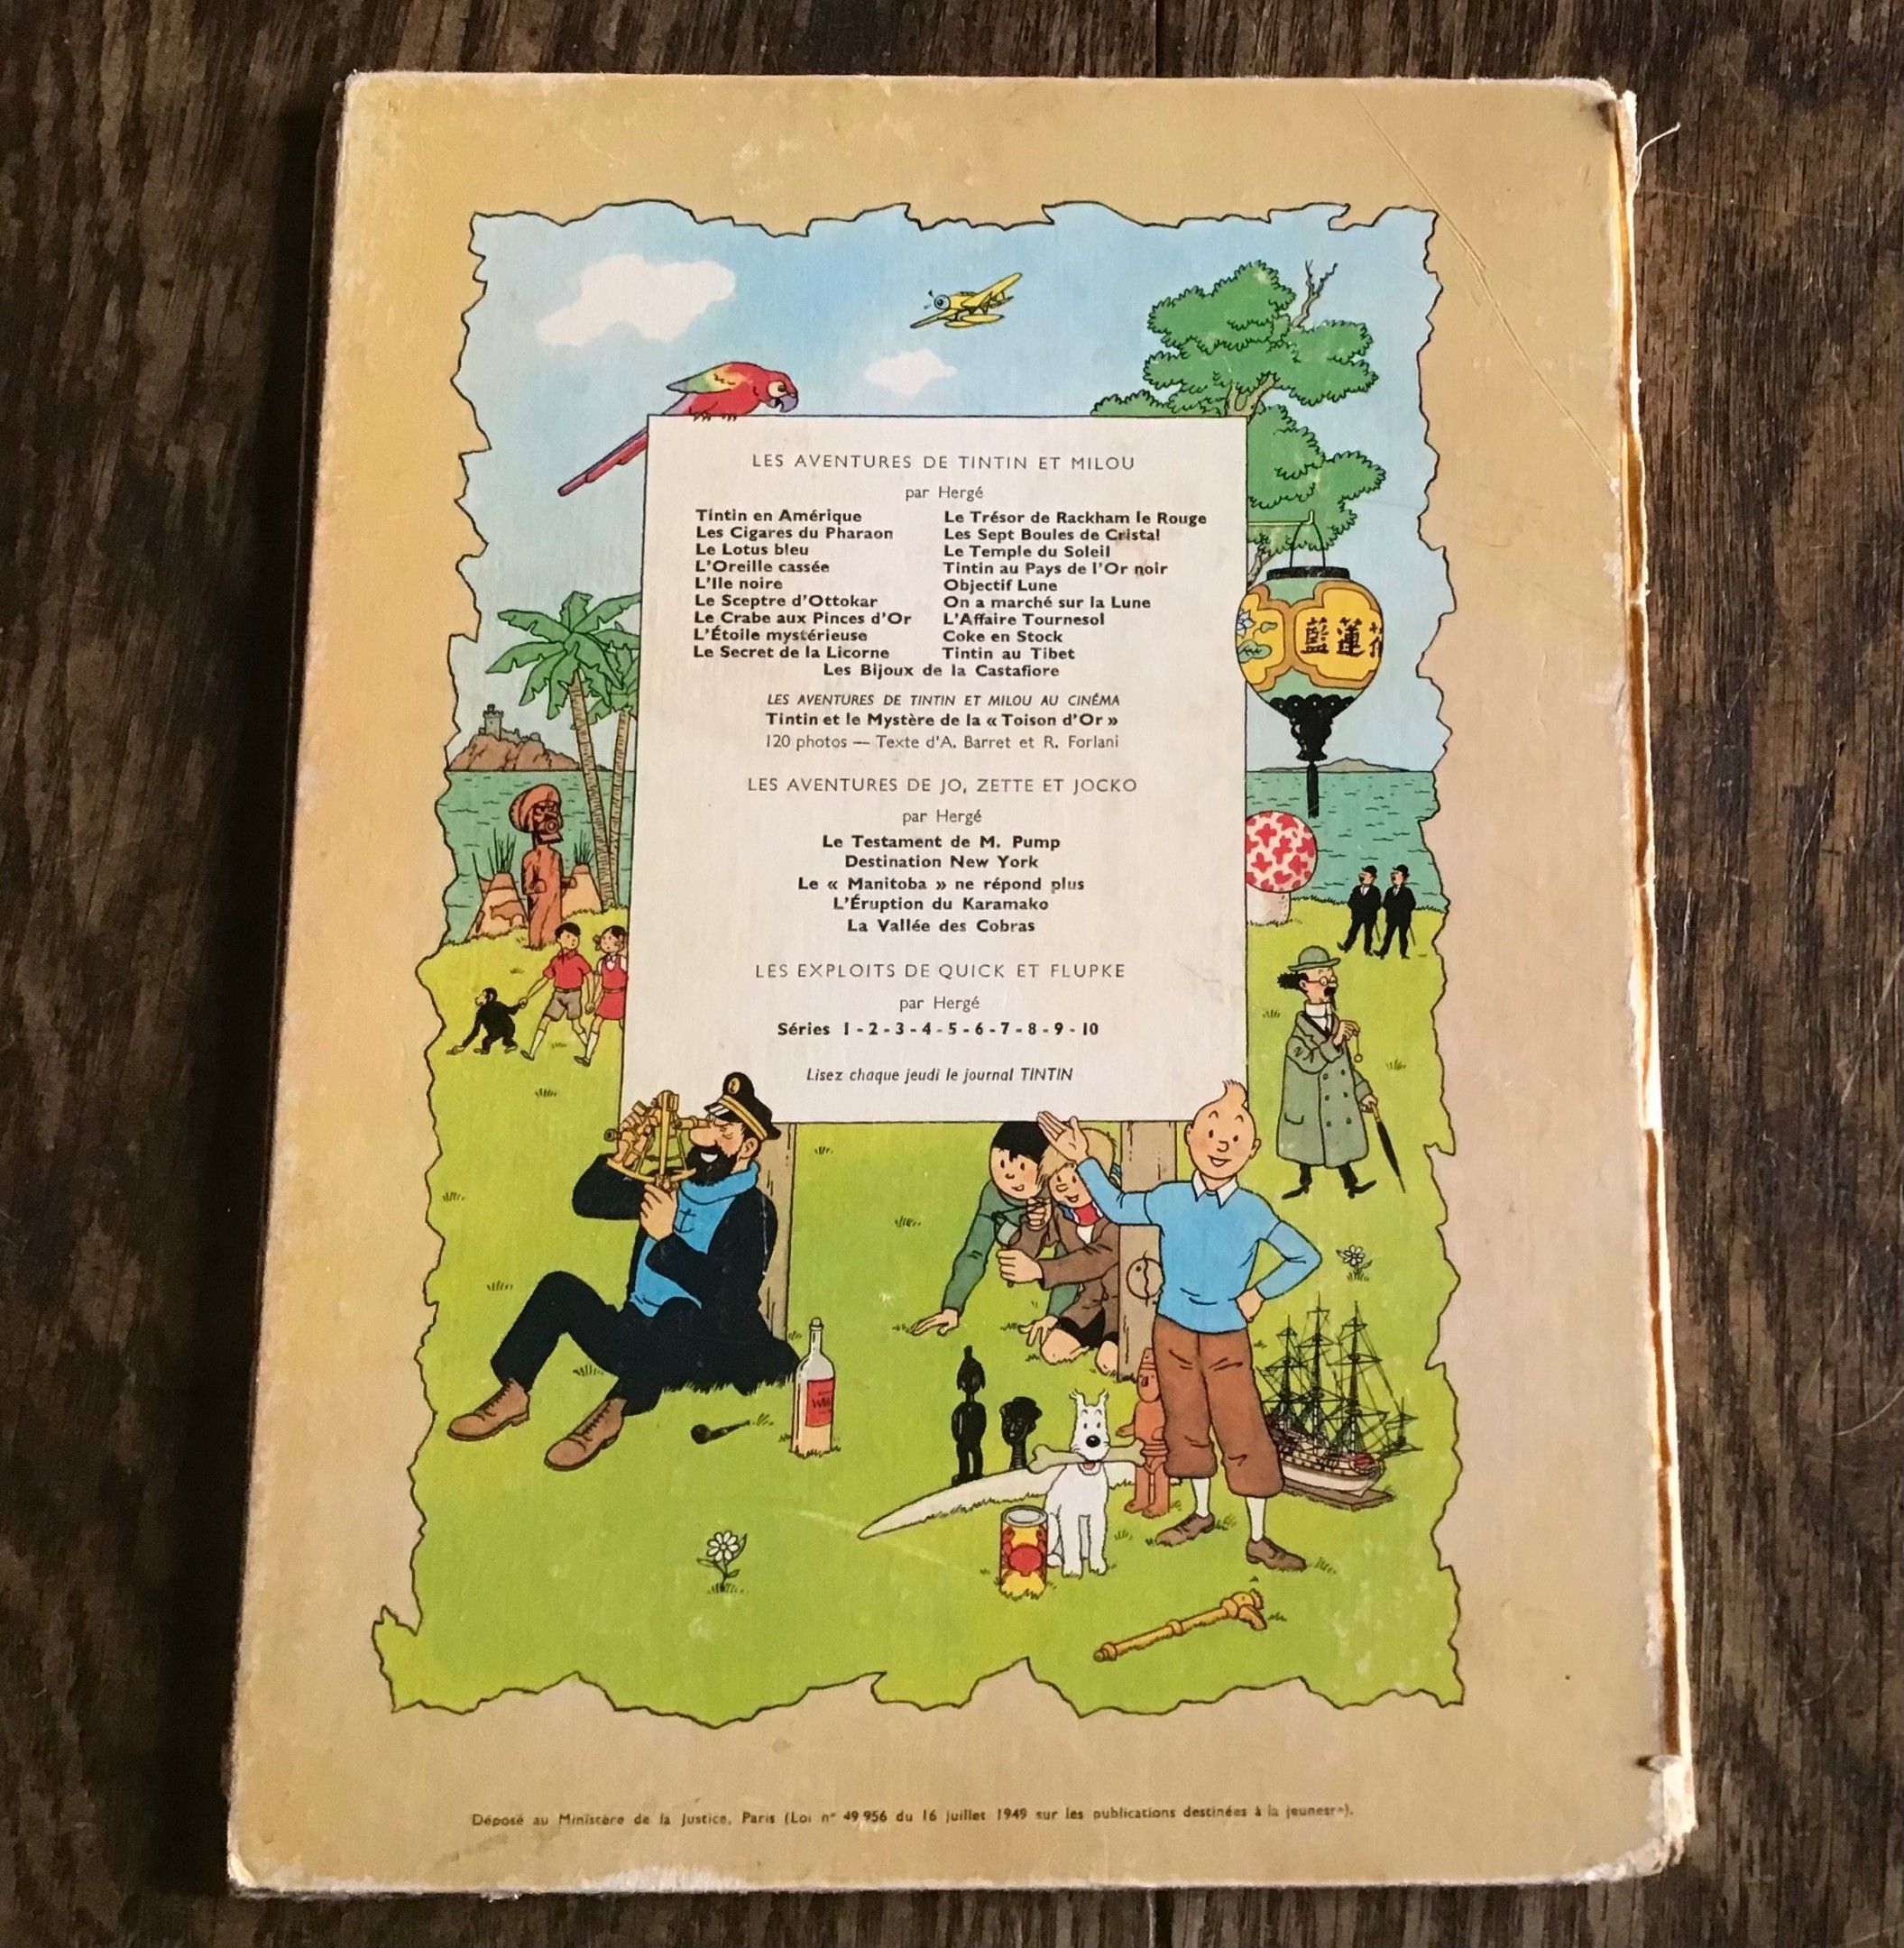 LES AVENTURES DE TINTIN ET MILOU
par Hergé
Tintin en Amérique
Les Cigares du Pharaon
Le Lotus bleu
L'Oreille cassée
L'Ile noire
Le Sceptre d'Ottokar
Le Crabe aux Pinces d'Or
L'Étoile mystérieuse
Le Secret de la Licorne
Le Trésor de Rackham le Rouge
Les Sept Boules de Cristal
Le Temple du Soleil
Tintin au Pays de l'Or noir
Objectif Lune
On a marché sur la Lune
L'Affaire Tournesol
Coke en Stock
Tintin au Tibet
Les Bijoux de la Castafiore
LES AVENTURES DE TINTIN ET MILOU AU CINÉMA
Tintin et le Mystère de la « Toison d'Or »
120 photos — Texte d'A. Barret et R. Forlani
LES AVENTURES DE JO, ZETTE ET JOCKO
par Hergé
Le Testament de M. Pump
Destination New York
Le « Manitoba » ne répond plus
L'Éruption du Karamako
La Vallée des Cobras
LES EXPLOITS DE QUICK ET FLUPKE
par Hergé
Séries 1 - 2 - 3 - 4 - 5 - 6 - 7 - 8 - 9 - 10
Lisez chaque jeudi le journal TINTIN
藍蓮
Déposé au Ministère de la Justice, Paris (Loi n° 49 956 du 16 juillet 1949 sur les publications destinées à la jeunesse).